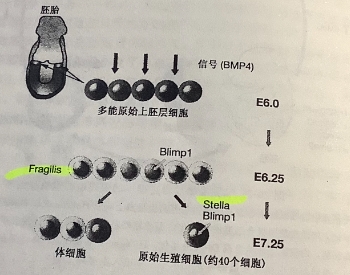 胚胎
信号 (BMP4)
多能原始上胚层细胞
E6.0
Blimp1
Fragilis
E6.25
Stella
Blimp1
E7.25
体细胞
原始生殖细胞 (约40个细胞)